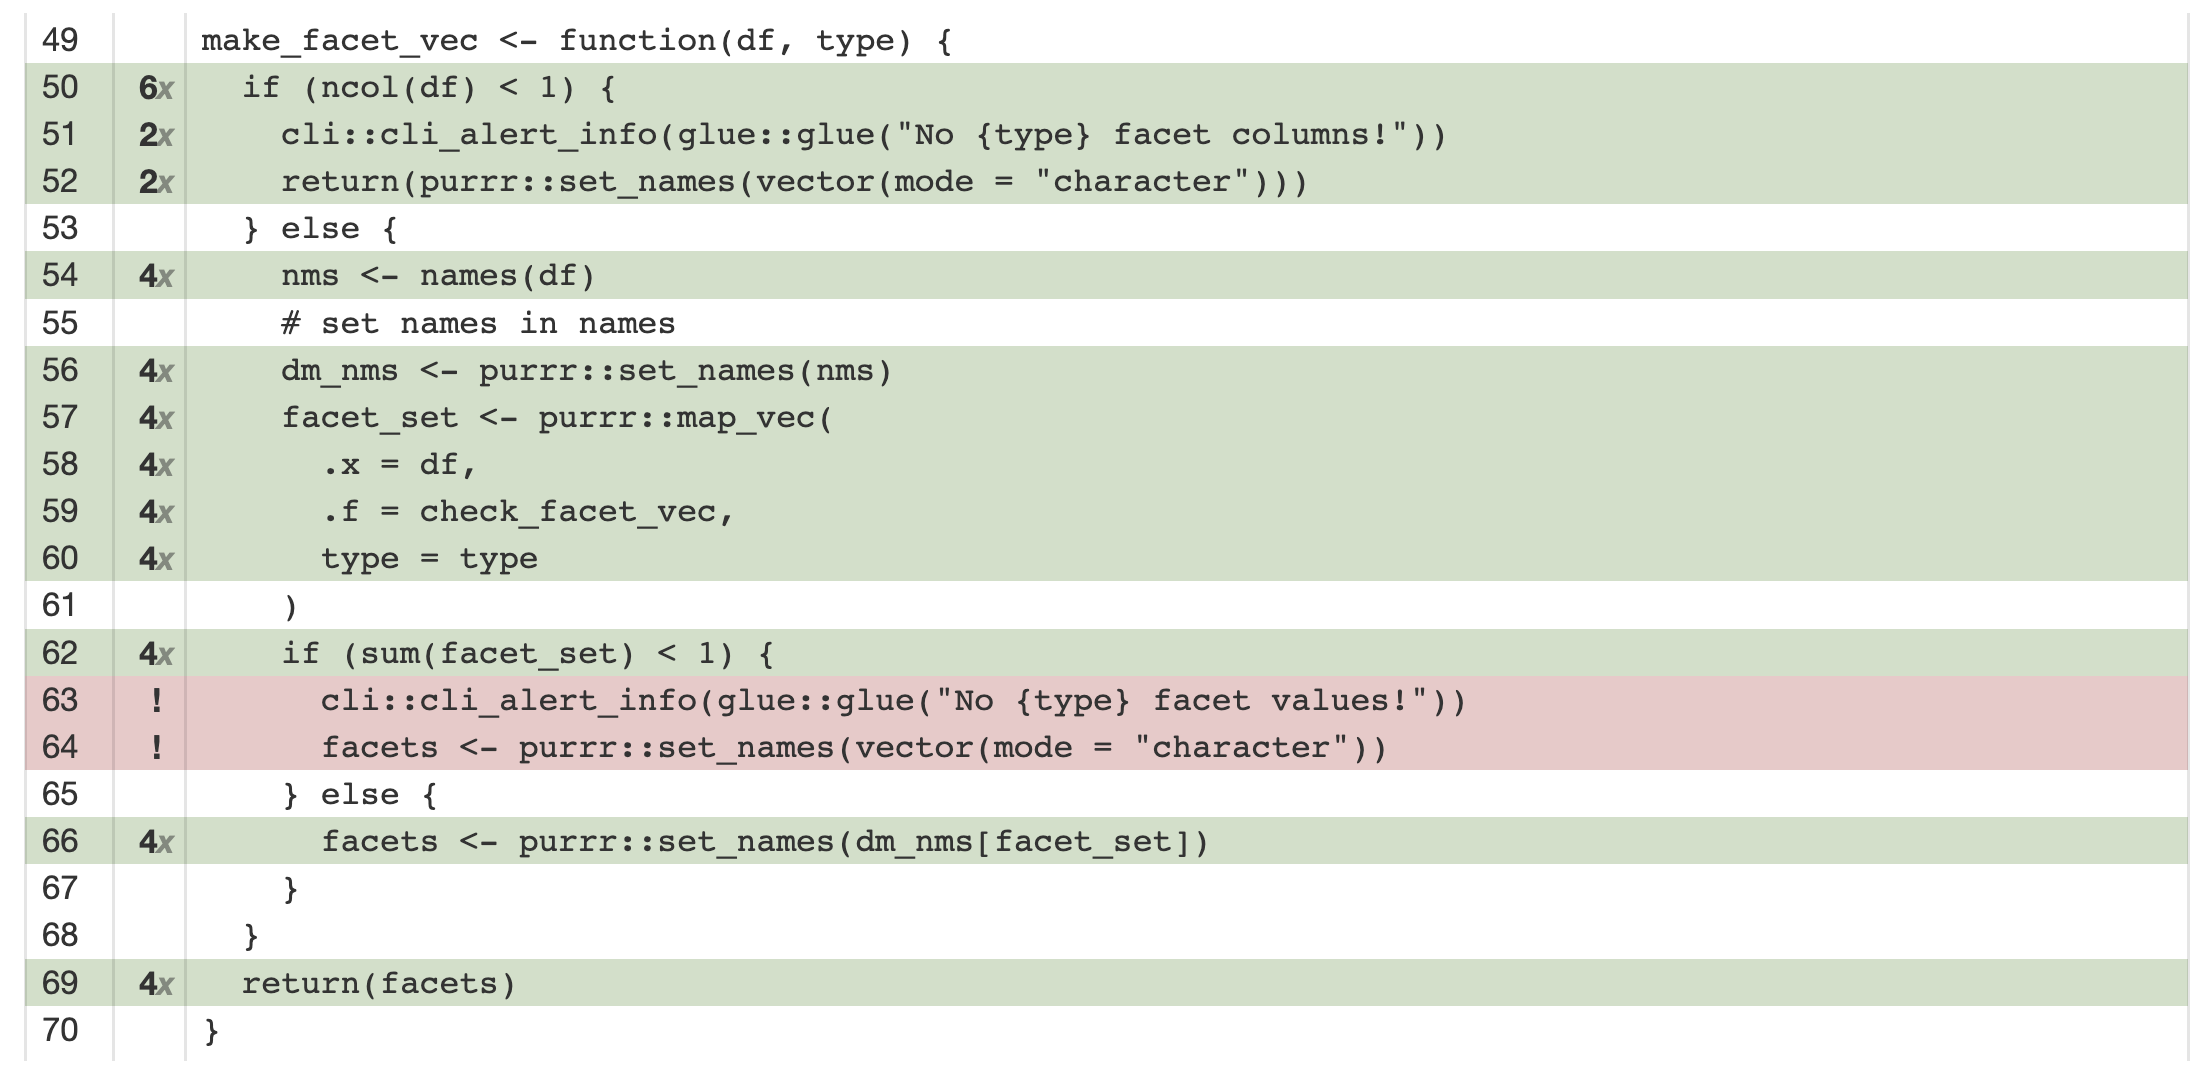 49 make_facet_vec <- function(df, type) {
50 6x if (ncol(df) < 1) {
51 2x cli::cli_alert_info(glue::glue("No {type} facet columns!"))
52 2x return(purrr::set_names(vector(mode = "character")))
53 } else {
54 4x nms <- names(df)
55 # set names in names
56 4x dm_nms <- purrr::set_names(nms)
57 4x facet_set <- purrr::map_vec(
58 4x .x = df,
59 4x .f = check_facet_vec,
60 4x type = type
61 )
62 4x if (sum(facet_set) < 1) {
63 ! cli::cli_alert_info(glue::glue("No {type} facet values!"))
64 ! facets <- purrr::set_names(vector(mode = "character"))
65 } else {
66 4x facets <- purrr::set_names(dm_nms[facet_set])
67 }
68 }
69 4x return(facets)
70 }